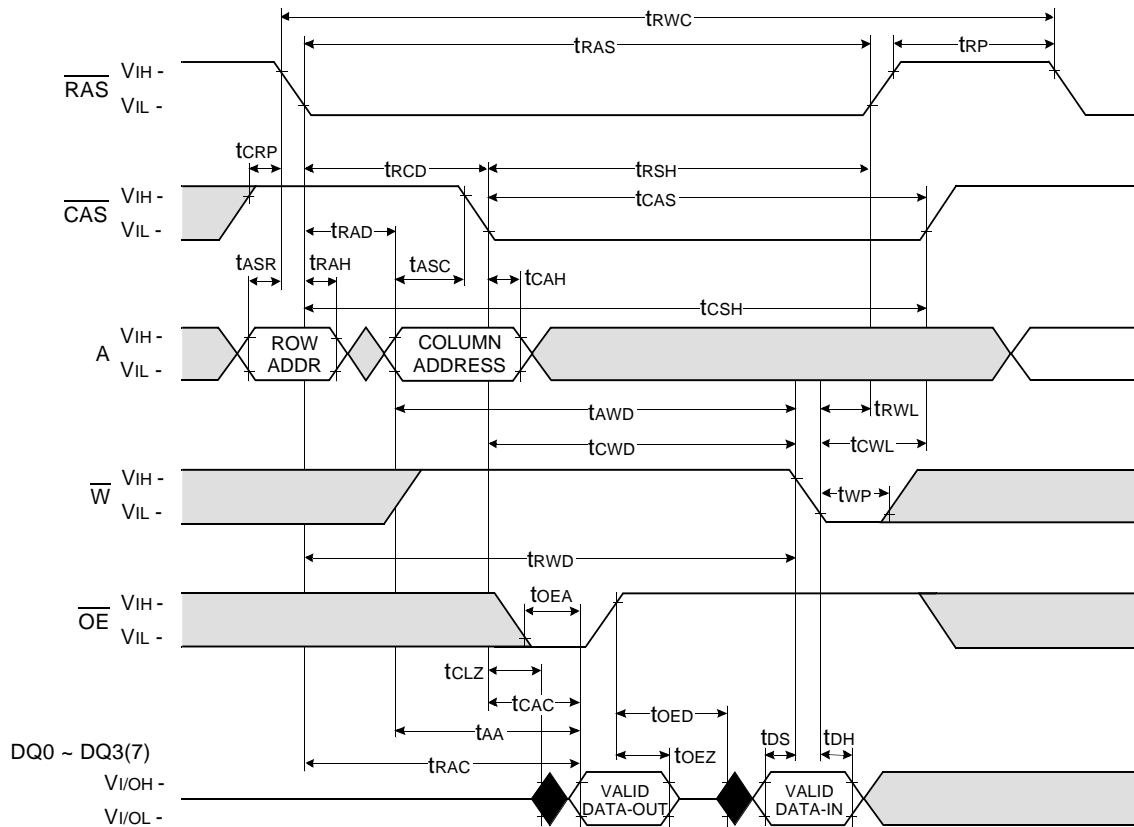 tRWC
tRAS
tRP
RAS
VIH -
VIL -
tCRP
tRCD
tRSH
CAS
VIH -
VIL -
tCAS
tRAD
tASR
tRAH
tASC
tCAH
tCSH
A
VIH -
VIL -
ROW
ADDR
COLUMN
ADDRESS
tAWD
tRWL
tCWD
tCWL
W
VIH -
VIL -
tWP
tRWD
OE
VIH -
VIL -
tOEA
tCLZ
tCAC
tOED
tAA
tOEZ
tDS
tDH
DQ0 ~ DQ3(7)
tRAC
VI/OH -
VI/OL -
VALID
DATA-OUT
VALID
DATA-IN